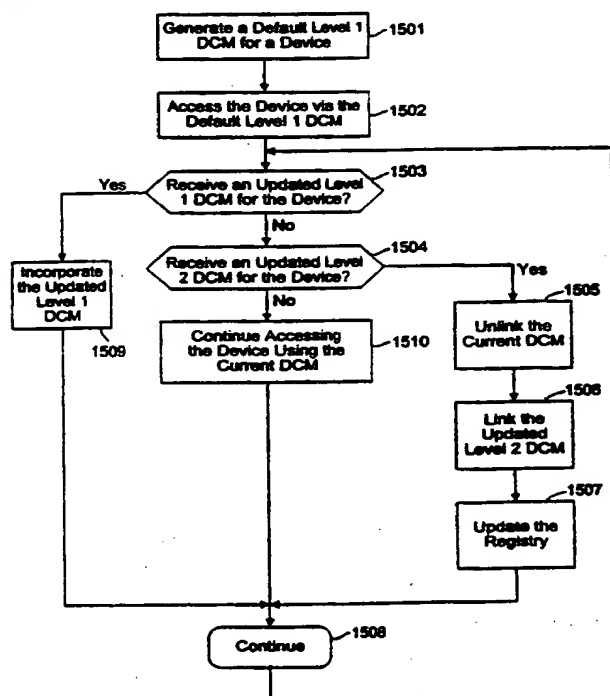 Generate a Default Level 1
DCM for a Device
1501
Access the Device via the
Default Level 1 DCM
1502
1503
Yes
Receive an Updated Level
1 DCM for the Device?
No
1504
Receive an Updated Level
2 DCM for the Device?
Yes
No
Incorporate
the Updated
Level 1
DCM
1509
Continue Accessing
the Device Using the
Current DCM
1510
1505
Unlink the
Current DCM
1506
Link the
Updated
Level 2 DCM
1507
Update the
Registry
Continue
1508